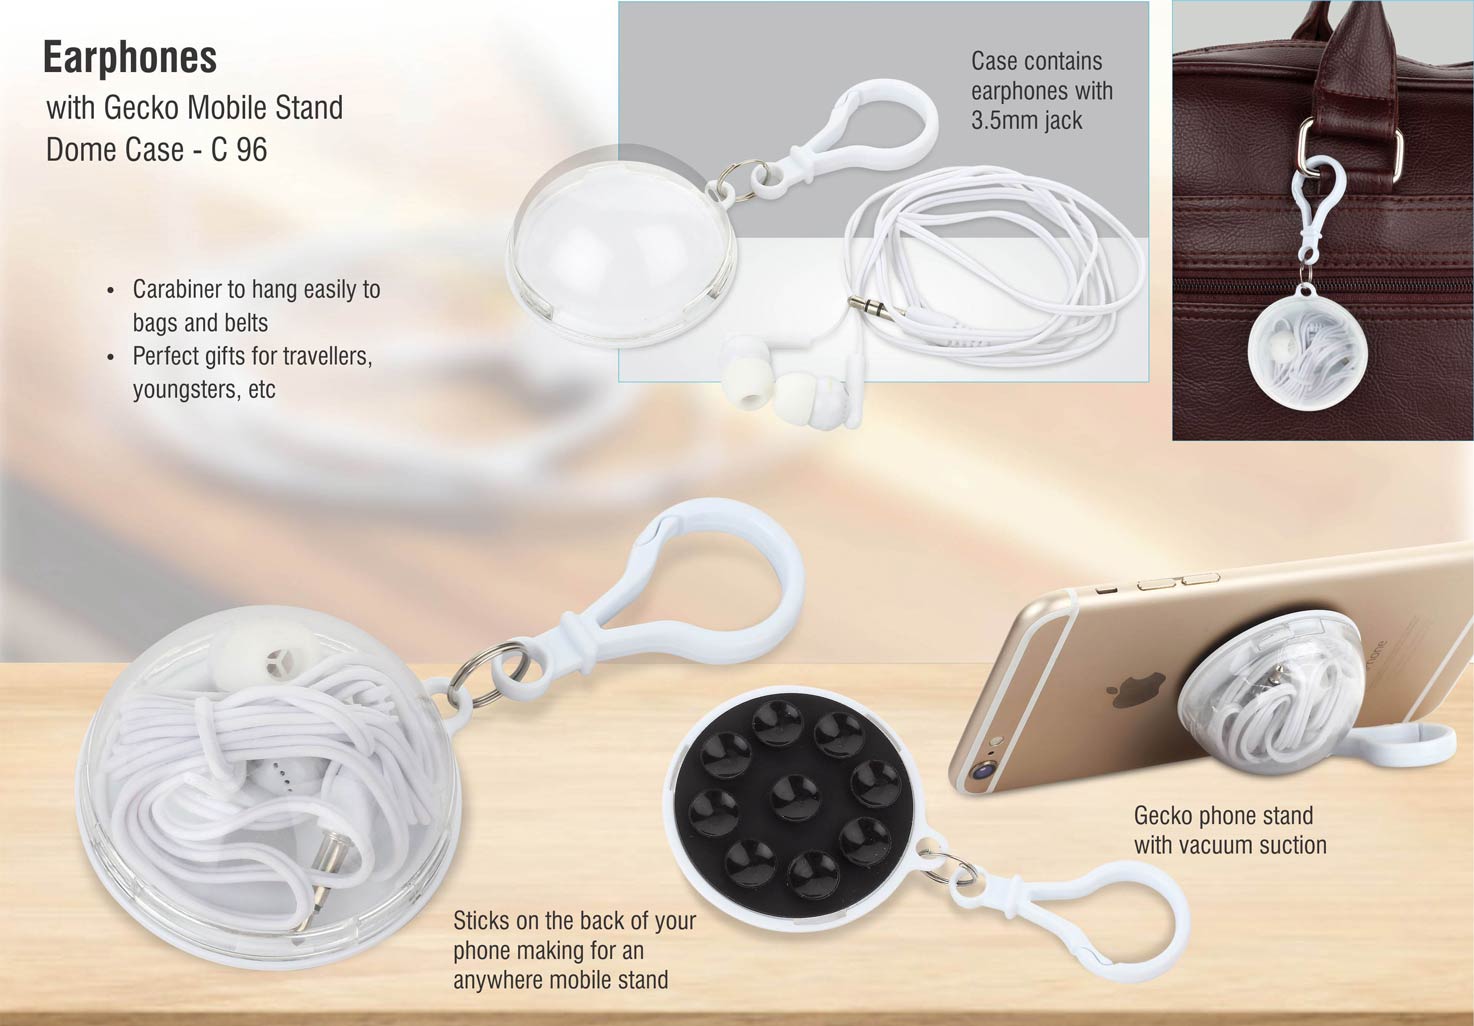 Earphones
with Gecko Mobile Stand
Dome Case - C 96
• Carabiner to hang easily to
bags and belts
• Perfect gifts for travellers,
youngsters, etc
Case contains
earphones with
3.5mm jack
Sticks on the back of your
phone making for an
anywhere mobile stand
Gecko phone stand
with vacuum suction